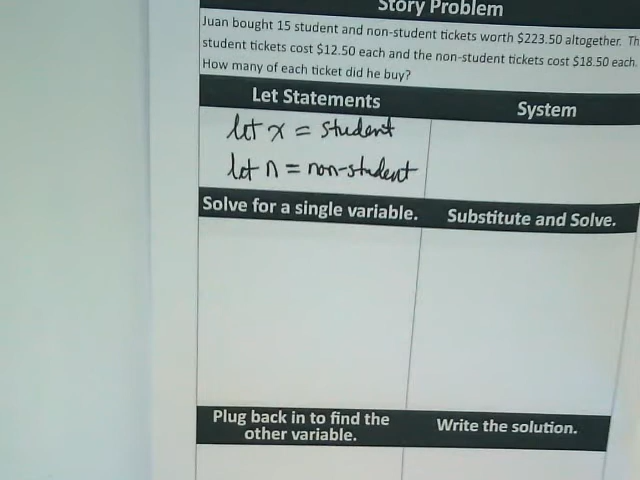 Story Problem
Juan bought 15 student and non-student tickets worth $223.50 altogether. Th
student tickets cost $12.50 each and the non-student tickets cost $18.50 each.
How many of each ticket did he buy?
Let Statements
System
let x = student
let n = non-student
Solve for a single variable.
Substitute and Solve.
Plug back in to find the
other variable.
Write the solution.